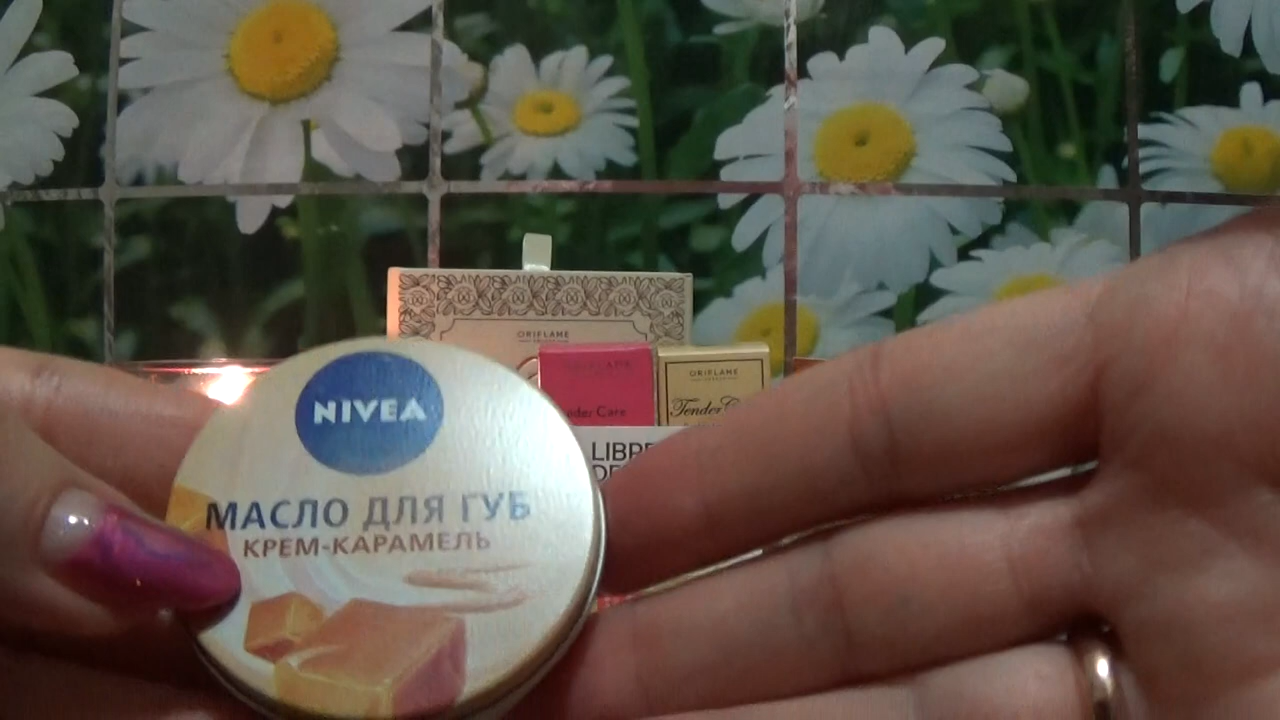 ORIFLAME
ORIFLAME
Tender
Care
NIVEA
LIBRE
МАСЛО ДЛЯ ГУБ
КРЕМ-КАРАМЕЛЬ